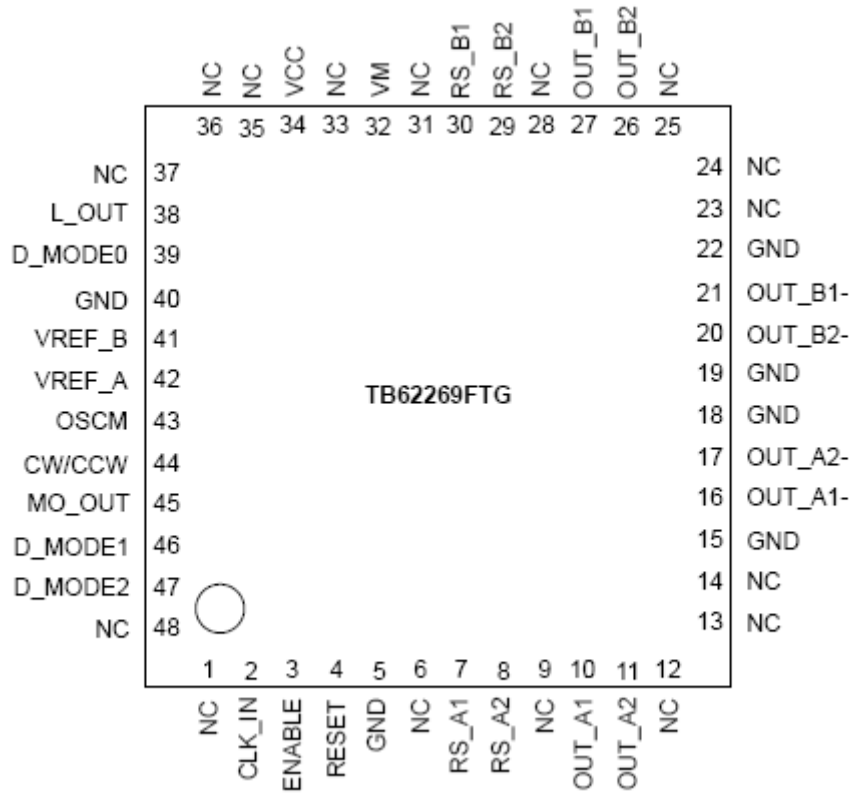 NC
NC
VCC
NC
VM
NC
RS_B1
RS_B2
NC
OUT_B1
OUT_B2
NC
36 35 34 33 32 31 30 29 28 27 26 25
NC 37
L_OUT 38
D_MODE0 39
GND 40
VREF_B 41
VREF_A 42
OSCM 43
CW/CCW 44
MO_OUT 45
D_MODE1 46
D_MODE2 47
NC 48
TB62269FTG
24 NC
23 NC
22 GND
21 OUT_B1-
20 OUT_B2-
19 GND
18 GND
17 OUT_A2-
16 OUT_A1-
15 GND
14 NC
13 NC
1 2 3 4 5 6 7 8 9 10 11 12
NC
CLK_IN
ENABLE
RESET
GND
NC
RS_A1
RS_A2
NC
OUT_A1
OUT_A2
NC